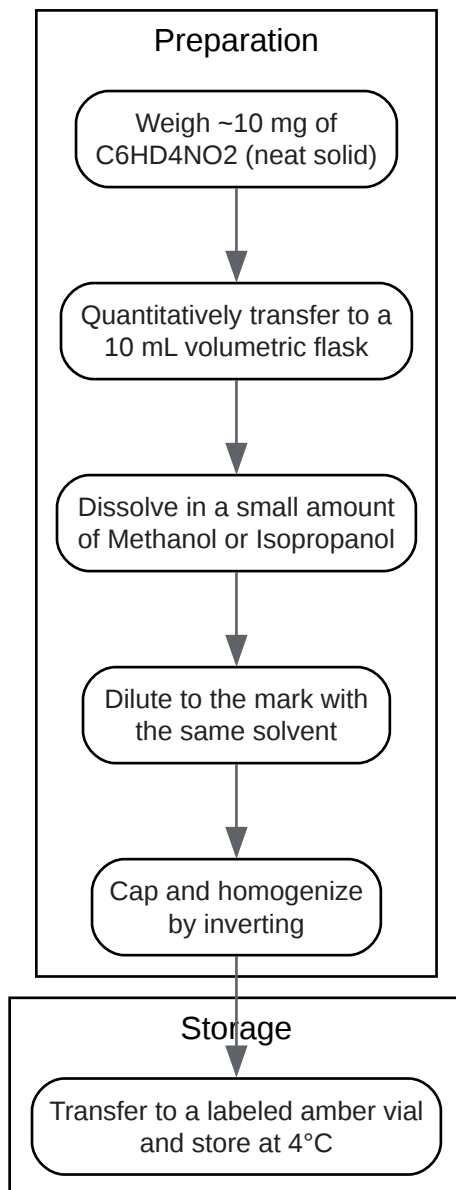 Preparation
Weigh ~10 mg of
C6HD4NO2 (neat solid)
Quantitatively transfer to a
10 mL volumetric flask
Dissolve in a small amount
of Methanol or Isopropanol
Dilute to the mark with
the same solvent
Cap and homogenize
by inverting
Storage
Transfer to a labeled amber vial
and store at 4°C